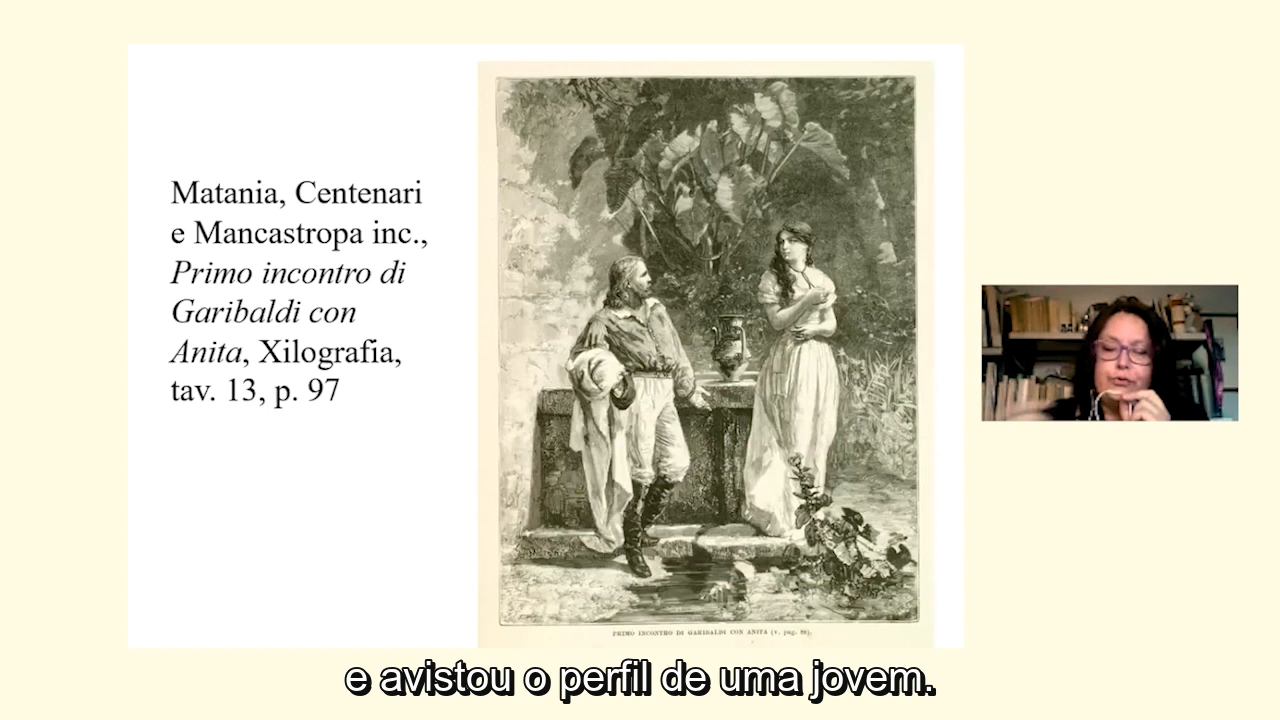 Matania, Centenari
e Mancastropa inc.,
Primo incontro di
Garibaldi con
Anita, Xilografia,
tav. 13, p. 97
PRIMO INCONTRO DI GARIBALDI CON ANITA (v. pag.
e avistou o perfil de uma jovem.